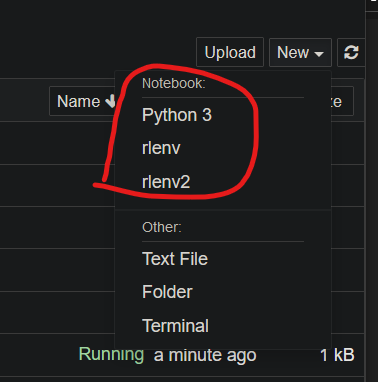 Upload New
Notebook:
Name
Python 3
rlenv
rlenv2
Other:
Text File
Folder
Terminal
Running a minute ago 1 kB